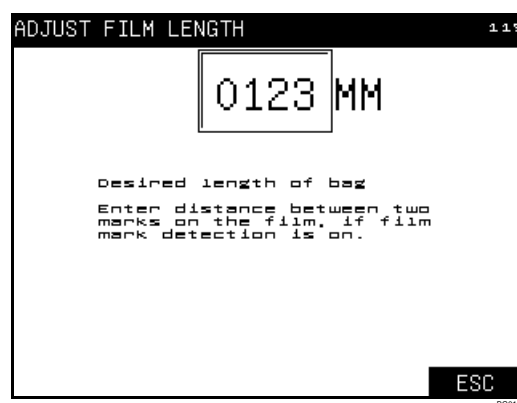 ADJUST FILM LENGTH
0123 MM
Desired length of bag
Enter distance between two
marks on the film, if film
mark detection is on.
ESC